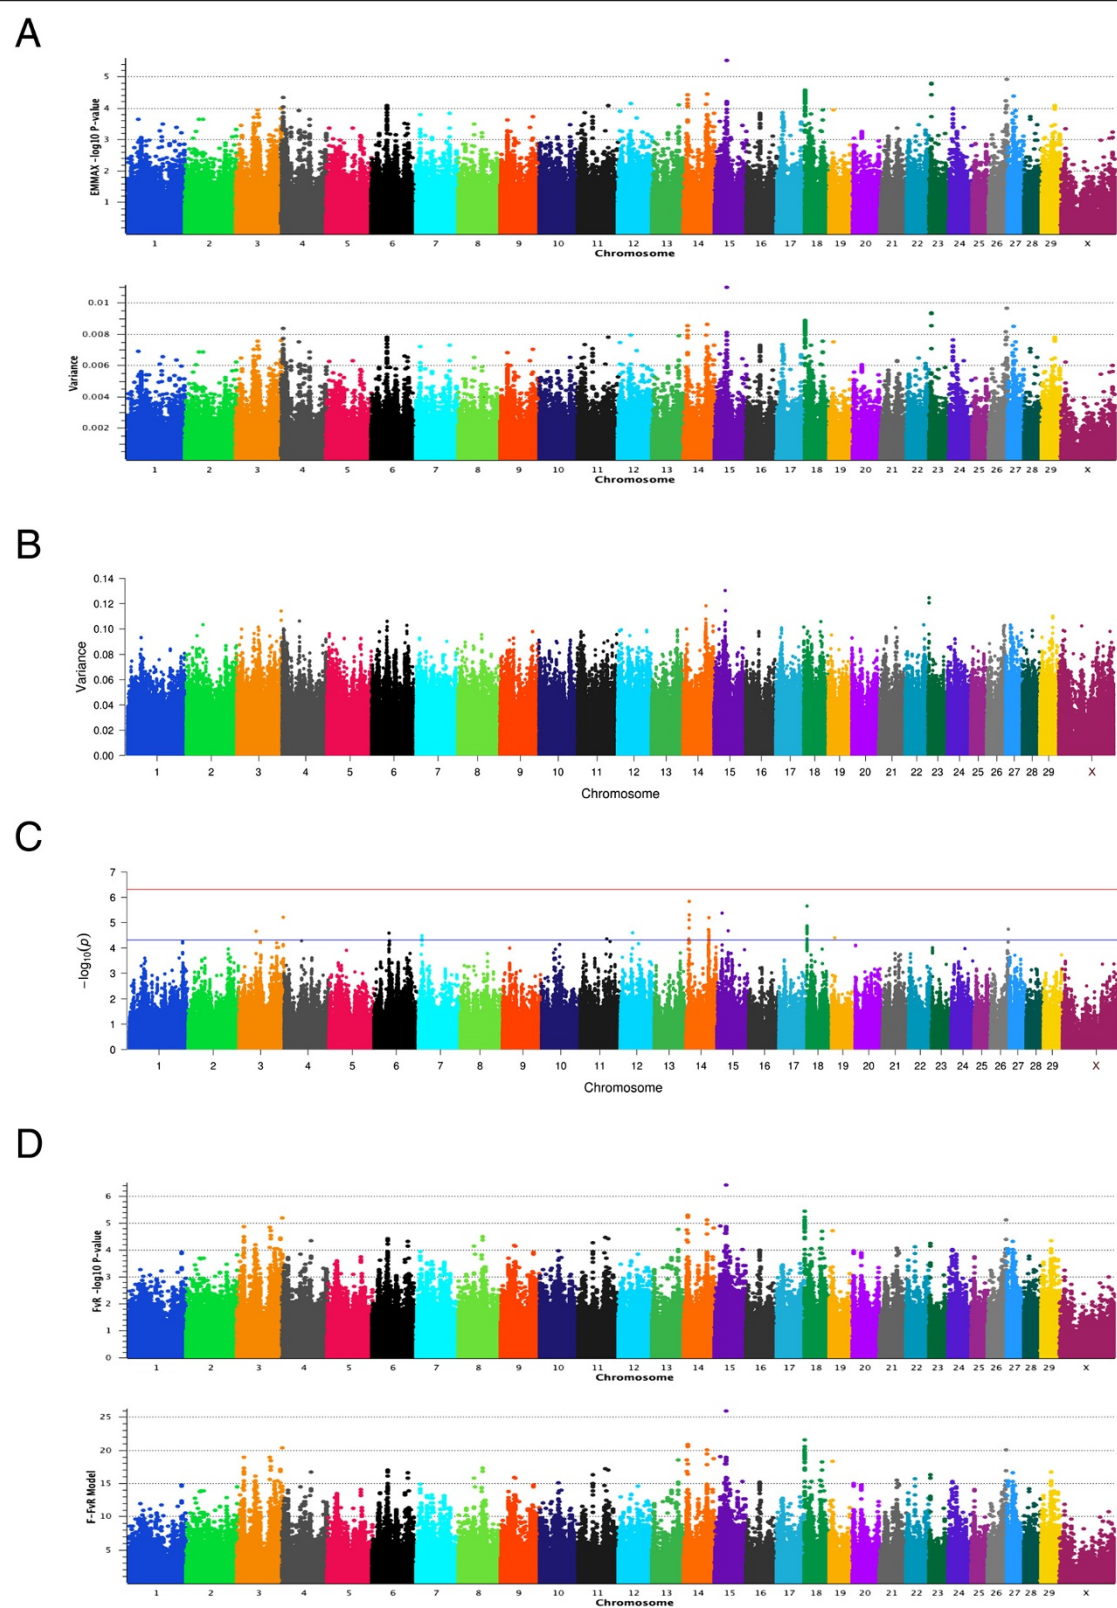 A
EMMAX -log10 P-value
5
4
3
2
1
1 2 3 4 5 6 7 8 9 10 11 12 13 14 15 16 17 18 19 20 21 22 23 24 25 26 27 28 29 X
Chromosome
Variance
0.01
0.008
0.006
0.004
0.002
1 2 3 4 5 6 7 8 9 10 11 12 13 14 15 16 17 18 19 20 21 22 23 24 25 26 27 28 29 X
Chromosome
B
Variance
0.14
0.12
0.10
0.08
0.06
0.04
0.02
0.00
1 2 3 4 5 6 7 8 9 10 11 12 13 14 15 16 17 18 19 20 21 22 23 24 25 26 27 28 29 X
Chromosome
C
−log10(p)
7
6
5
4
3
2
1
0
1 2 3 4 5 6 7 8 9 10 11 12 13 14 15 16 17 18 19 20 21 22 23 24 25 26 27 28 29 X
Chromosome
D
FvR -log10 P-value
6
5
4
3
2
1
0
1 2 3 4 5 6 7 8 9 10 11 12 13 14 15 16 17 18 19 20 21 22 23 24 25 26 27 28 29 X
Chromosome
F-FvR Model
25
20
15
10
5
1 2 3 4 5 6 7 8 9 10 11 12 13 14 15 16 17 18 19 20 21 22 23 24 25 26 27 28 29 X
Chromosome